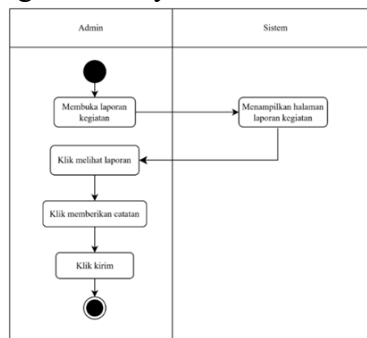 Admin
Sistem
Membuka laporan
kegiatan
Menampilkan halaman
laporan kegiatan
Klik melihat laporan
Klik memberikan catatan
Klik kirim